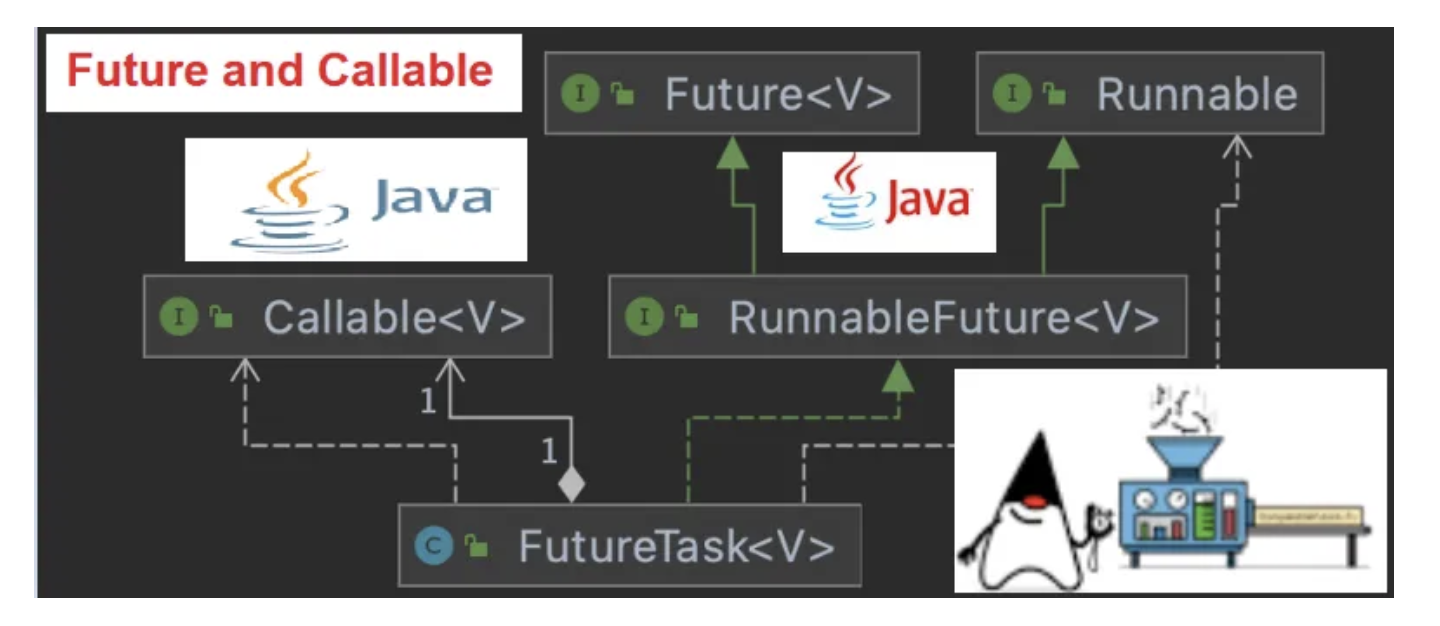 Future and Callable
I Future<V>
I Runnable
Java
Java
I Callable<V>
I RunnableFuture<V>
1
1
C FutureTask<V>